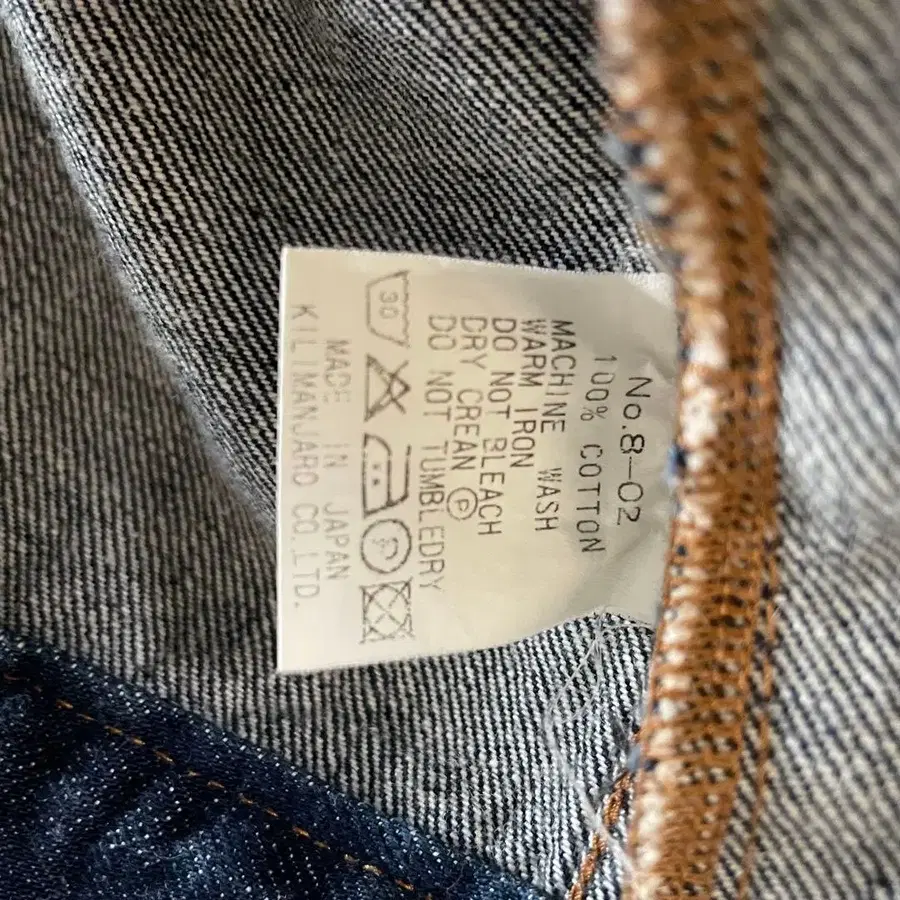 No.8-02
100% COTTON
MACHINE WASH
WARM IRON
DO NOT BLEACH
DRY CREAN Ⓟ
DO NOT TUMBLEDRY
30 P
MADE IN JAPAN
KILIMANJARO CO.,LTD.